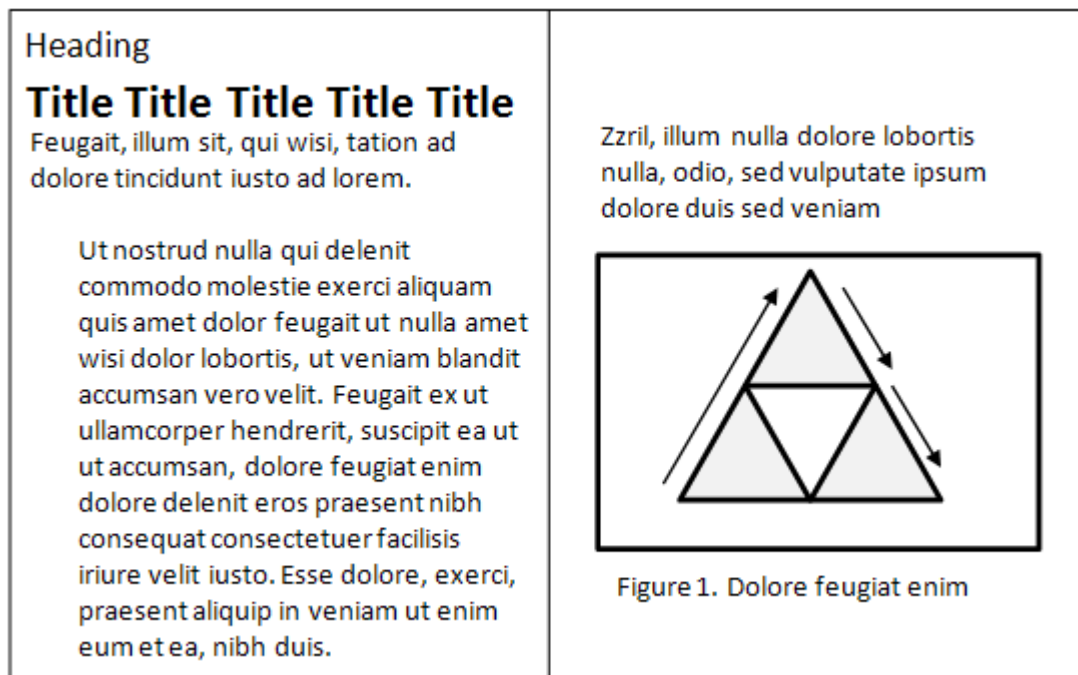 Heading
Title Title Title Title Title
Feugait, illum sit, qui wisi, tation ad
dolore tincidunt iusto ad lorem.
Ut nostrud nulla qui delenit
commodo molestie exerci aliquam
quis amet dolor feugait ut nulla amet
wisi dolor lobortis, ut veniam blandit
accumsan vero velit. Feugait ex ut
ullamcorper hendrerit, suscipit ea ut
ut accumsan, dolore feugiat enim
dolore delenit eros praesent nibh
consequat consectetuer facilisis
iriure velit iusto. Esse dolore, exerci,
praesent aliquip in veniam ut enim
eum et ea, nibh duis.
Zzril, illum nulla dolore lobortis
nulla, odio, sed vulputate ipsum
dolore duis sed veniam
Figure 1. Dolore feugiat enim